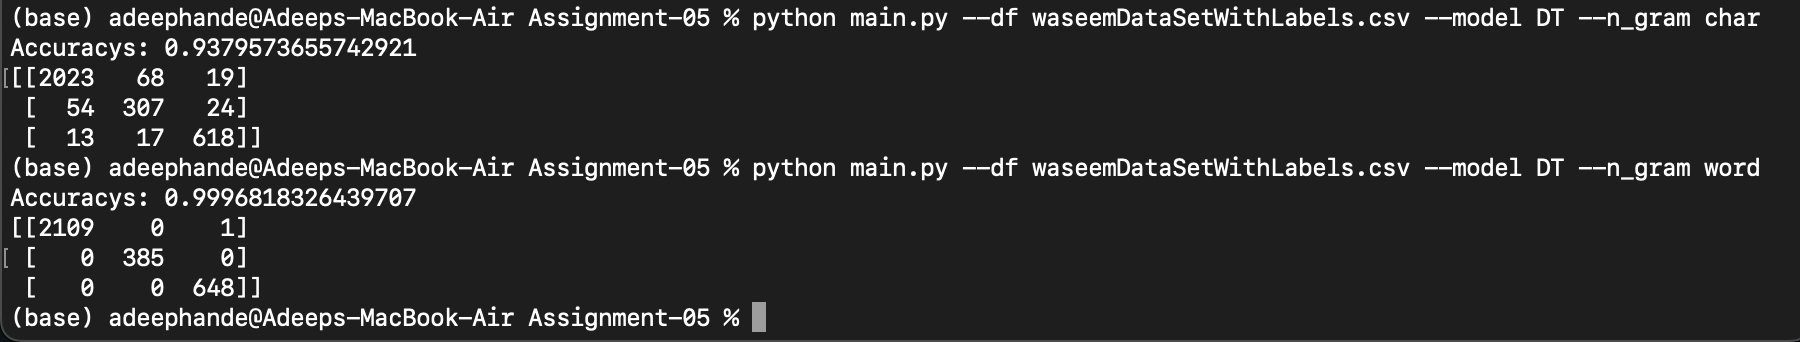 (base) adeephande@Adeeps-MacBook-Air Assignment-05 % python main.py --df waseemDataSetWithLabels.csv --model DT --n_gram char
Accuracys: 0.9379573655742921
[[[2023   68   19]
 [  54  307   24]
 [  13   17  618]]
(base) adeephande@Adeeps-MacBook-Air Assignment-05 % python main.py --df waseemDataSetWithLabels.csv --model DT --n_gram word
Accuracys: 0.9996818326439707
[[2109    0    1]
[ [   0  385    0]
 [   0    0  648]]
(base) adeephande@Adeeps-MacBook-Air Assignment-05 %